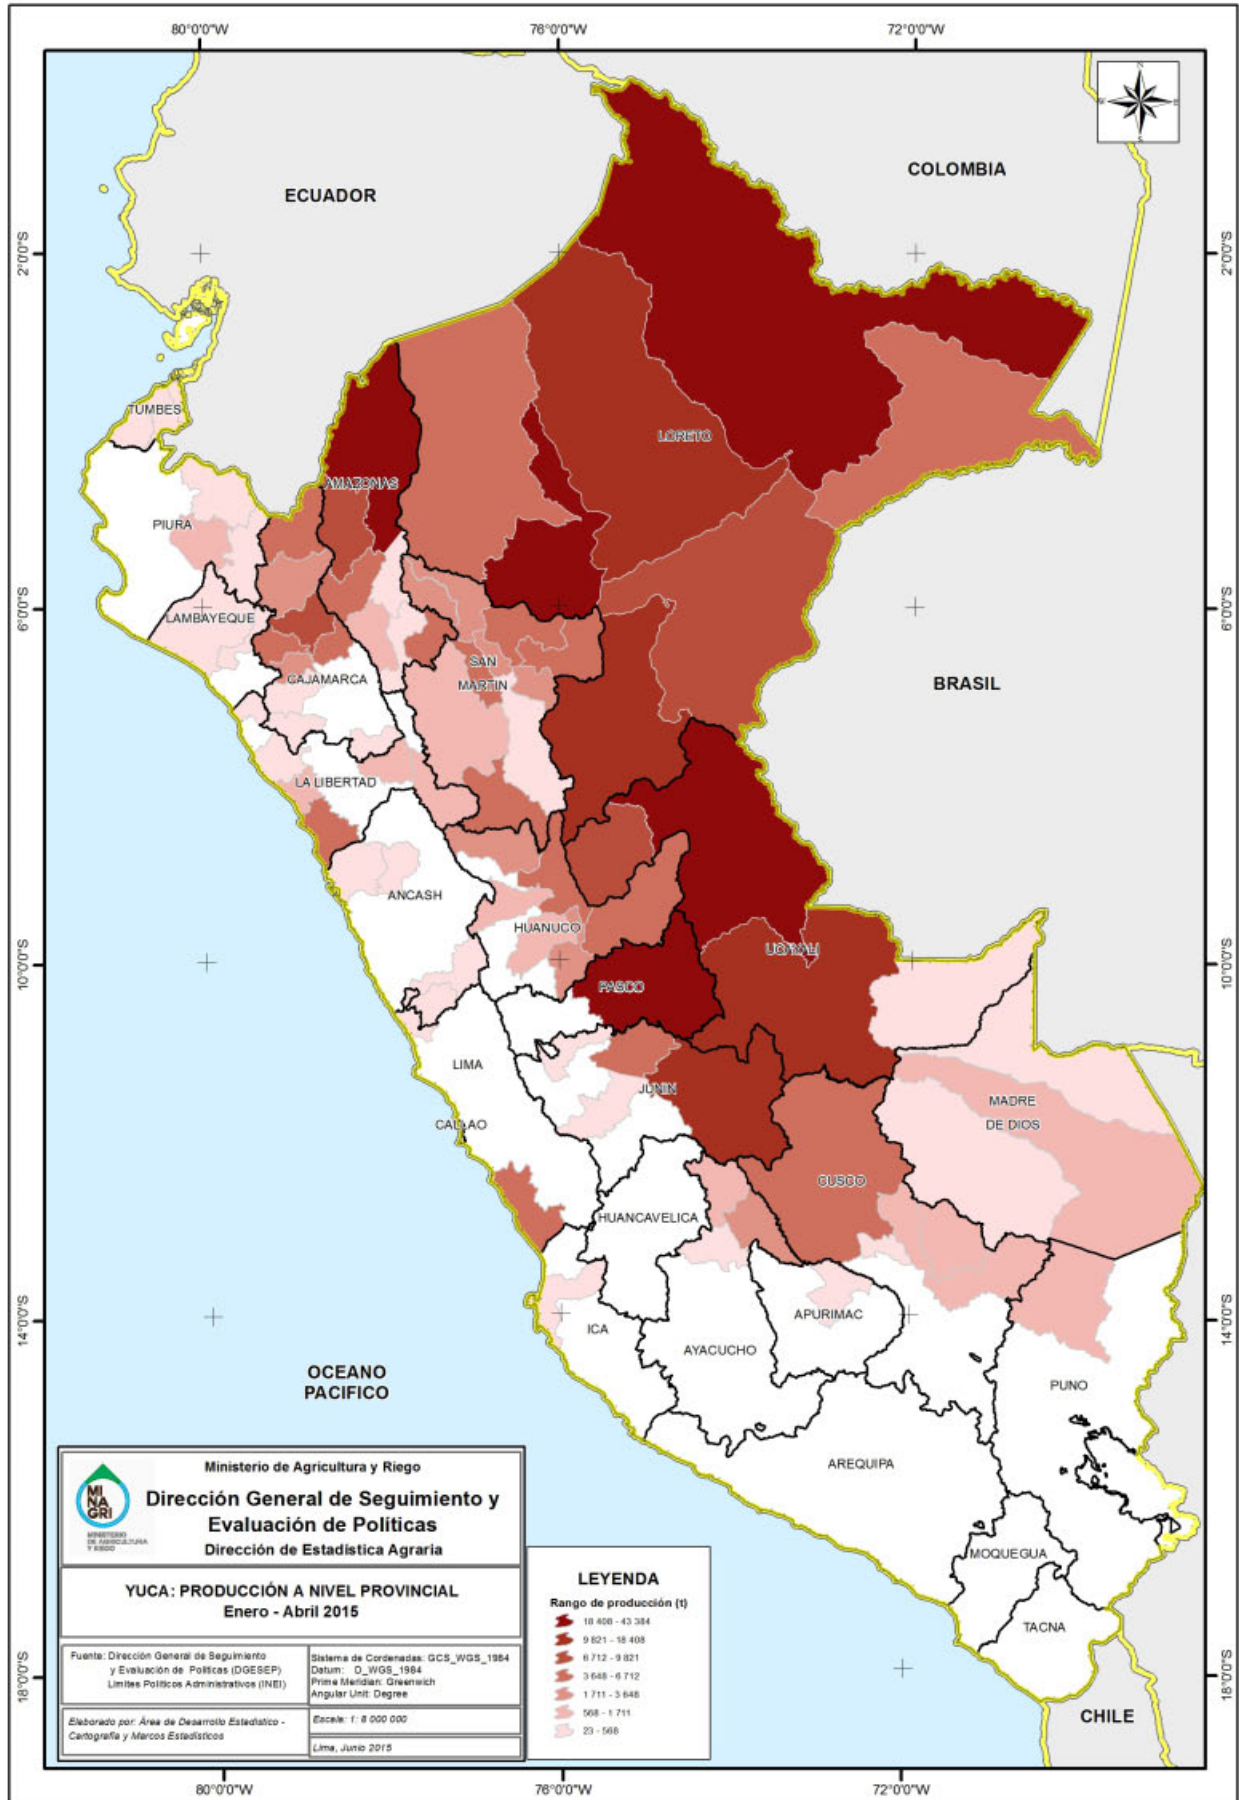 80°0'0"W
76°0'0"W
72°0'0"W
N
ECUADOR
COLOMBIA
2°0'0"S
2°0'0"S
TUMBES
LORETO
AMAZONAS
PIURA
6°0'0"S
6°0'0"S
LAMBAYEQUE
SAN
MARTIN
CAJAMARCA
BRASIL
LA LIBERTAD
ANCASH
HUANUCO
UCAYALI
10°0'0"S
10°0'0"S
PASCO
LIMA
JUNIN
MADRE
DE DIOS
CALLAO
CUSCO
HUANCAVELICA
14°0'0"S
14°0'0"S
APURIMAC
ICA
AYACUCHO
OCEANO
PACIFICO
PUNO
AREQUIPA
MOQUEGUA
TACNA
18°0'0"S
18°0'0"S
CHILE
MI
NA
GRI
MINISTERIO
DE AGRICULTURA
Y RIEGO
Ministerio de Agricultura y Riego
Dirección General de Seguimiento y
Evaluación de Políticas
Dirección de Estadística Agraria
YUCA: PRODUCCIÓN A NIVEL PROVINCIAL
Enero - Abril 2015
Fuente: Dirección General de Seguimiento
y Evaluación de Políticas (DGESEP)
Limites Políticos Administrativos (INEI)
Sistema de Cordenadas: GCS_WGS_1984
Datum: D_WGS_1984
Prime Meridian: Greenwich
Angular Unit: Degree
Elaborado por: Área de Desarrollo Estadístico -
Cartografía y Marcos Estadísticos
Escala: 1: 8 000 000
Lima, Junio 2015
LEYENDA
Rango de producción (t)
18 408 - 43 384
9 821 - 18 408
6 712 - 9 821
3 648 - 6 712
1 711 - 3 648
568 - 1 711
23 - 568
80°0'0"W
76°0'0"W
72°0'0"W